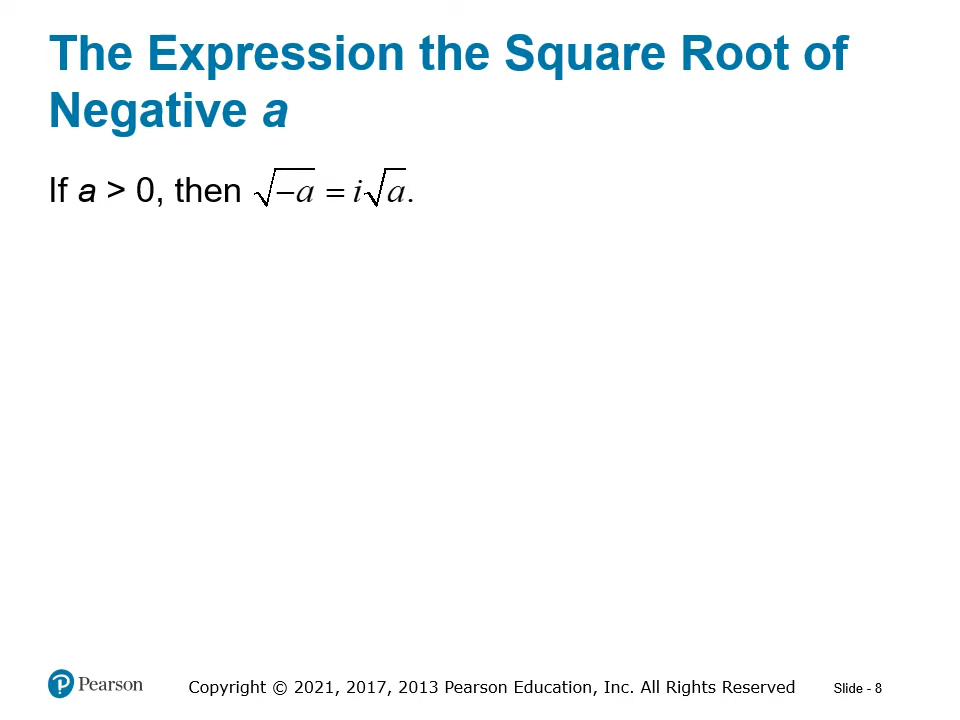 The Expression the Square Root of
Negative a
If a > 0, then √−a = i√a.
Pearson
Copyright © 2021, 2017, 2013 Pearson Education, Inc. All Rights Reserved
Slide - 8